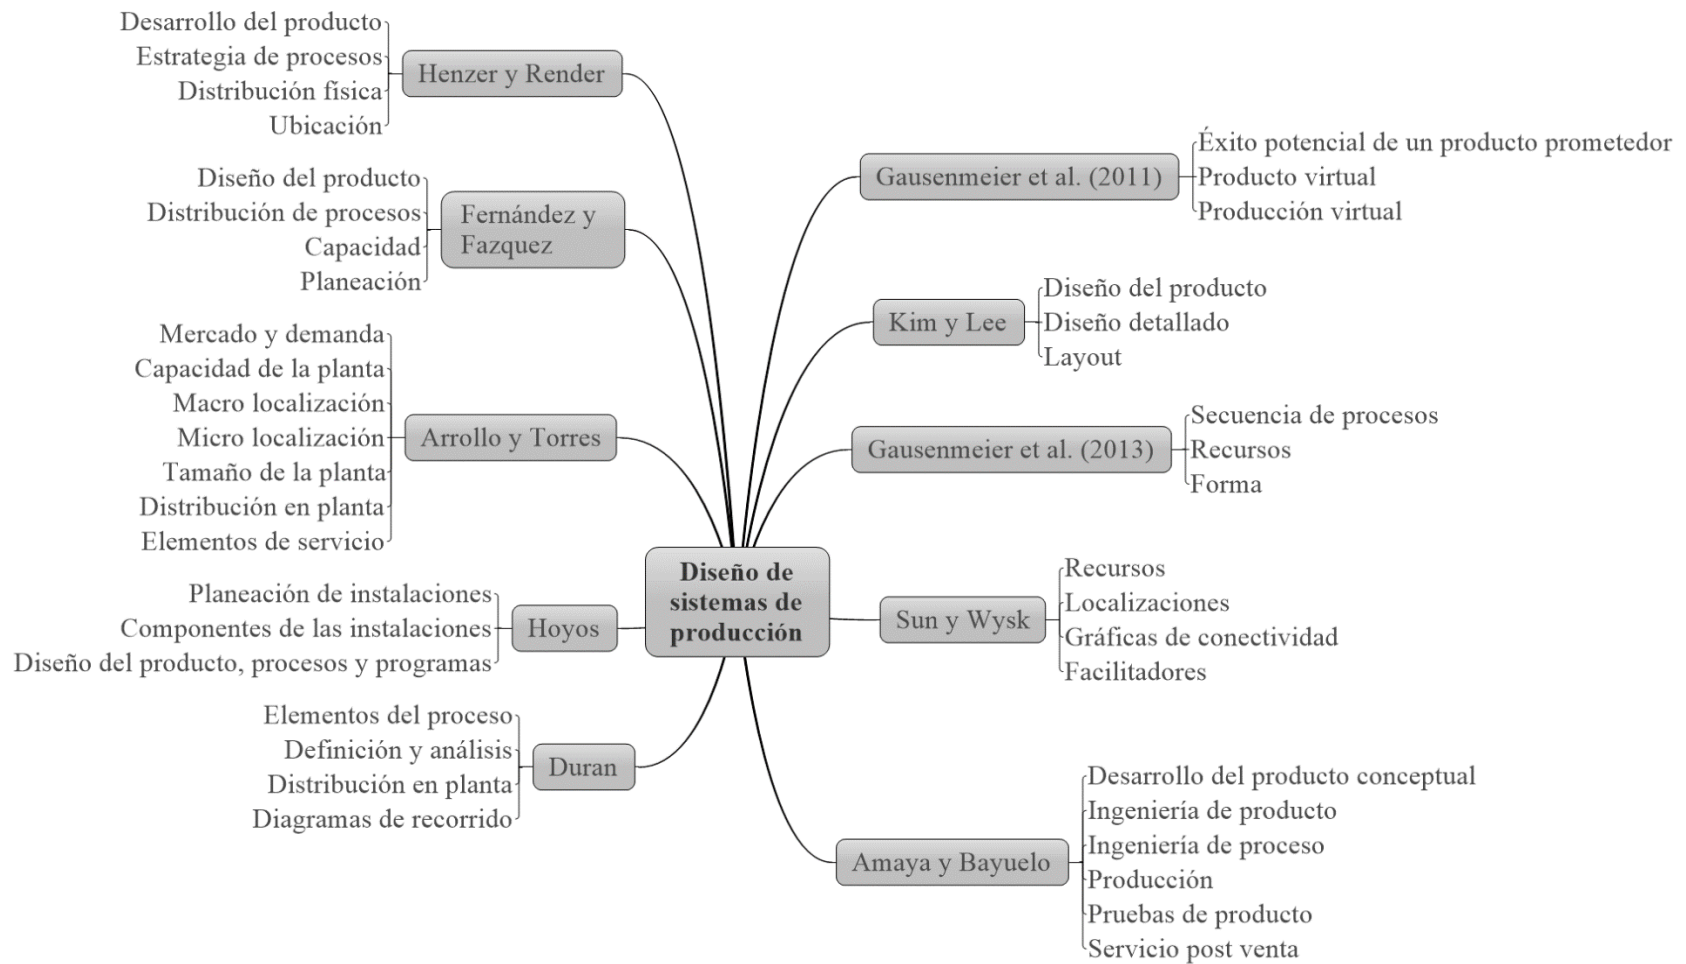 Desarrollo del producto
Estrategia de procesos
Distribución física
Ubicación
Henzer y Render
Diseño del producto
Distribución de procesos
Capacidad
Planeación
Fernández y
Fazquez
Mercado y demanda
Capacidad de la planta
Macro localización
Micro localización
Tamaño de la planta
Distribución en planta
Elementos de servicio
Arrollo y Torres
Planeación de instalaciones
Componentes de las instalaciones
Diseño del producto, procesos y programas
Hoyos
Elementos del proceso
Definición y análisis
Distribución en planta
Diagramas de recorrido
Duran
Diseño de
sistemas de
producción
Gausenmeier et al. (2011)
Éxito potencial de un producto prometedor
Producto virtual
Producción virtual
Kim y Lee
Diseño del producto
Diseño detallado
Layout
Gausenmeier et al. (2013)
Secuencia de procesos
Recursos
Forma
Sun y Wysk
Recursos
Localizaciones
Gráficas de conectividad
Facilitadores
Amaya y Bayuelo
Desarrollo del producto conceptual
Ingeniería de producto
Ingeniería de proceso
Producción
Pruebas de producto
Servicio post venta